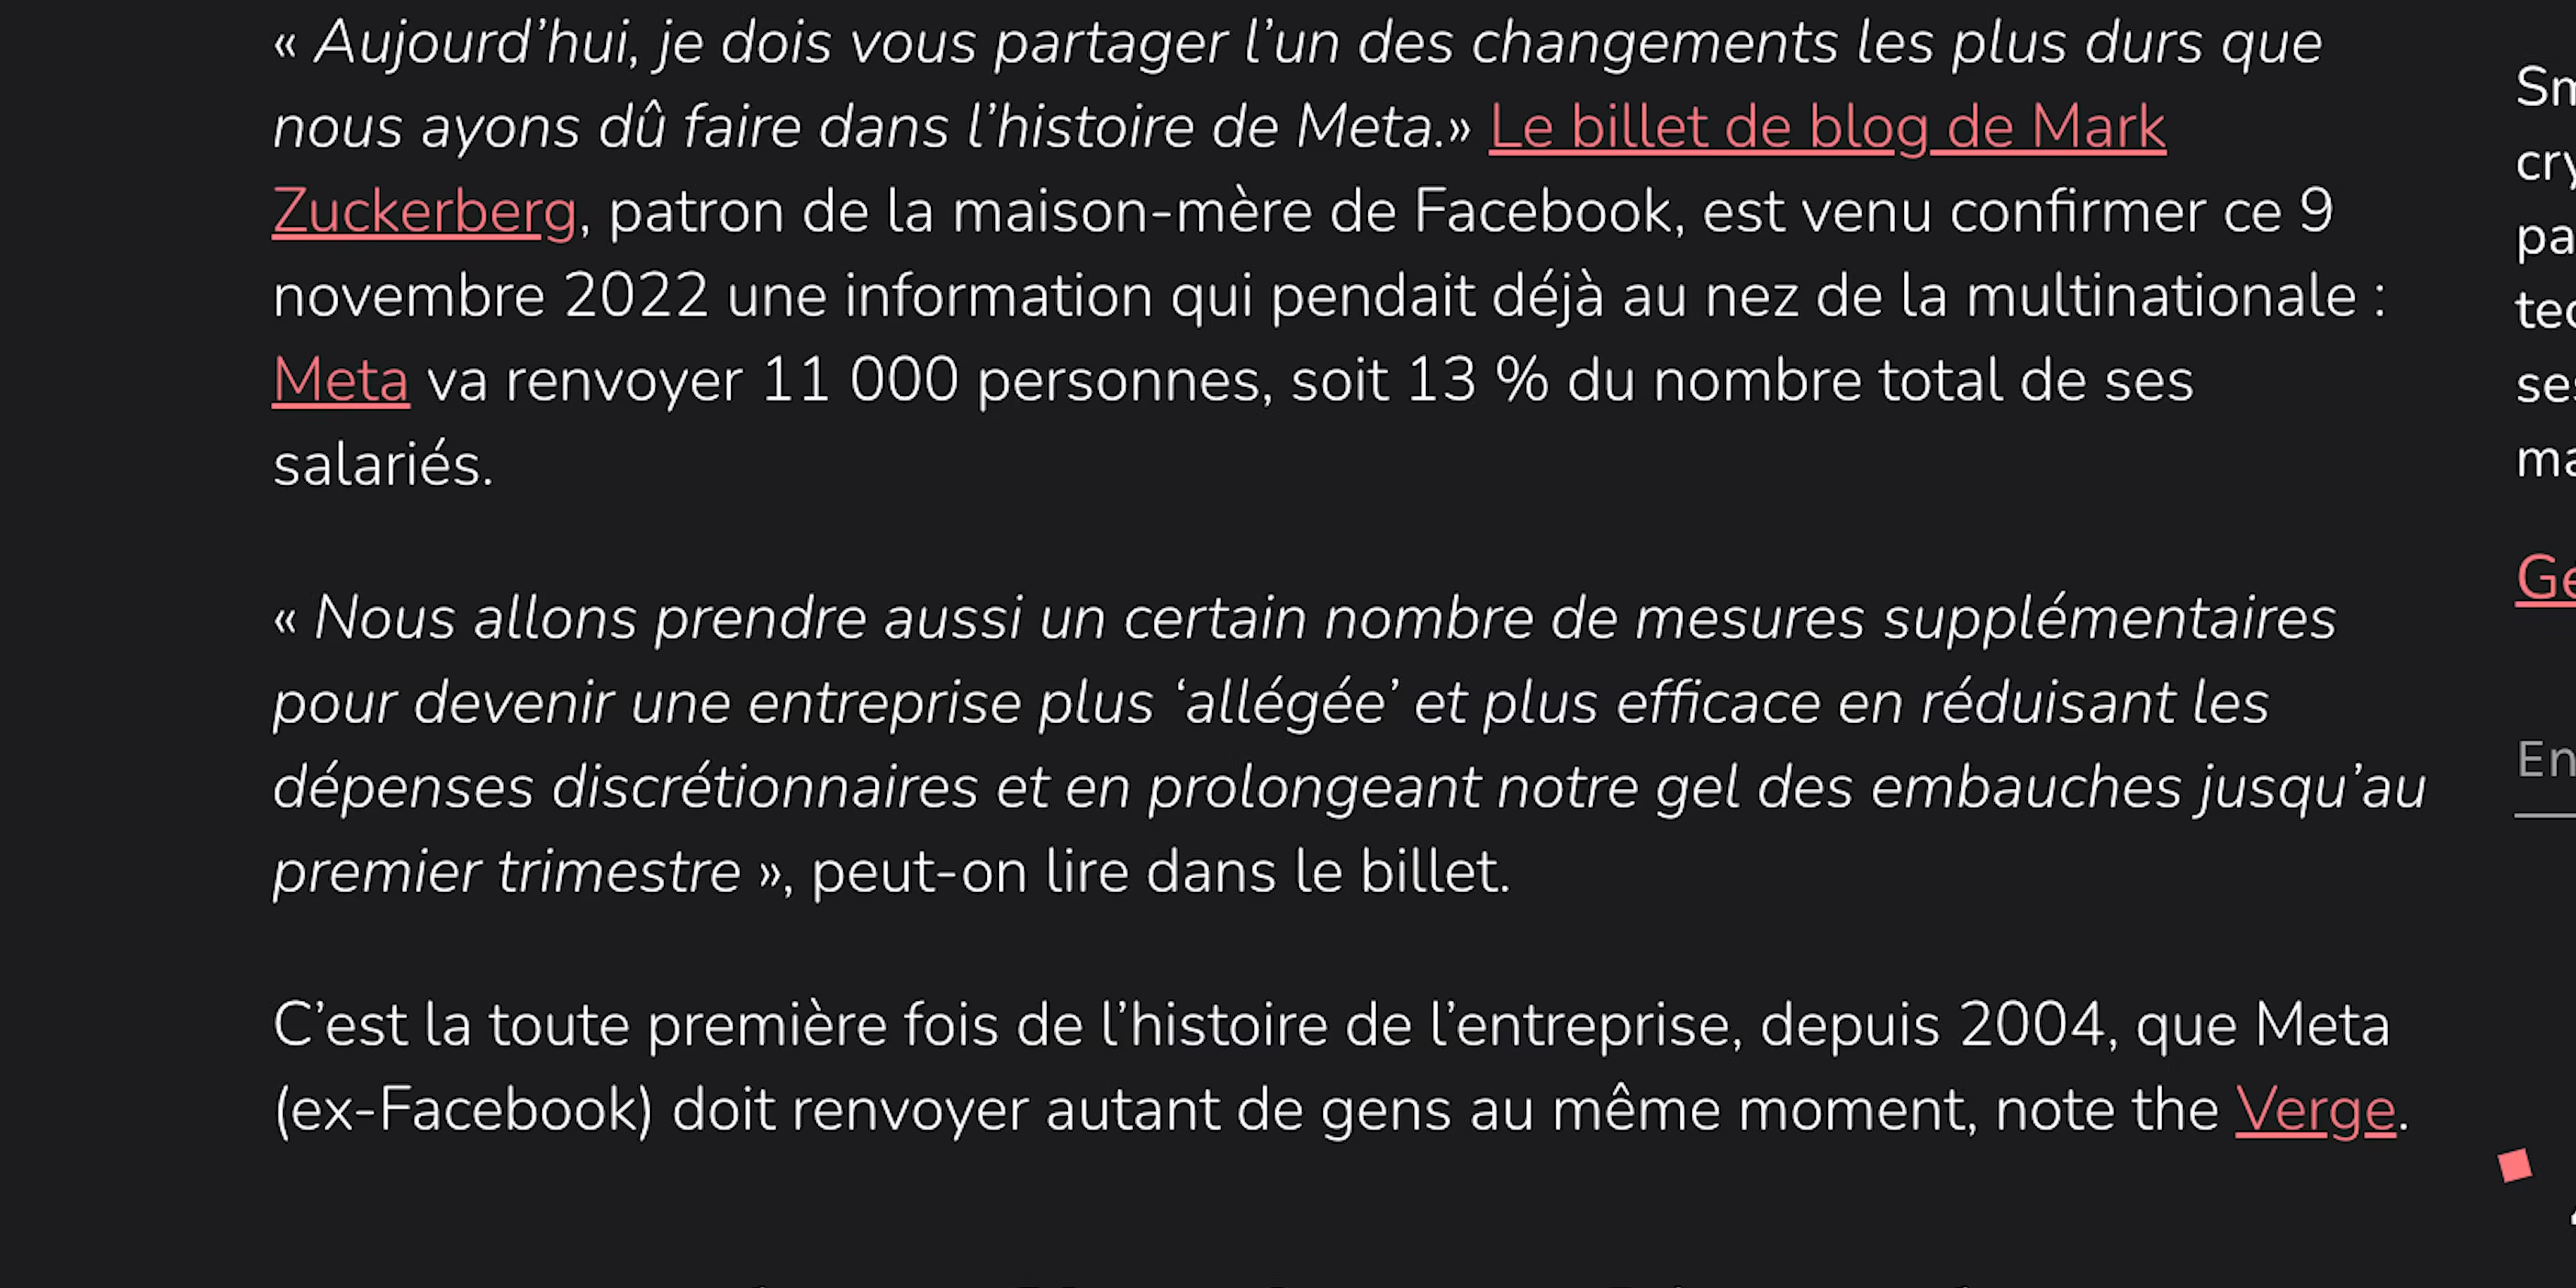 « Aujourd’hui, je dois vous partager l’un des changements les plus durs que
nous ayons dû faire dans l’histoire de Meta.» Le billet de blog de Mark
Zuckerberg, patron de la maison-mère de Facebook, est venu confirmer ce 9
novembre 2022 une information qui pendait déjà au nez de la multinationale :
Meta va renvoyer 11 000 personnes, soit 13 % du nombre total de ses
salariés.
« Nous allons prendre aussi un certain nombre de mesures supplémentaires
pour devenir une entreprise plus ‘allégée’ et plus efficace en réduisant les
dépenses discrétionnaires et en prolongeant notre gel des embauches jusqu’au
premier trimestre », peut-on lire dans le billet.
C’est la toute première fois de l’histoire de l’entreprise, depuis 2004, que Meta
(ex-Facebook) doit renvoyer autant de gens au même moment, note the Verge.